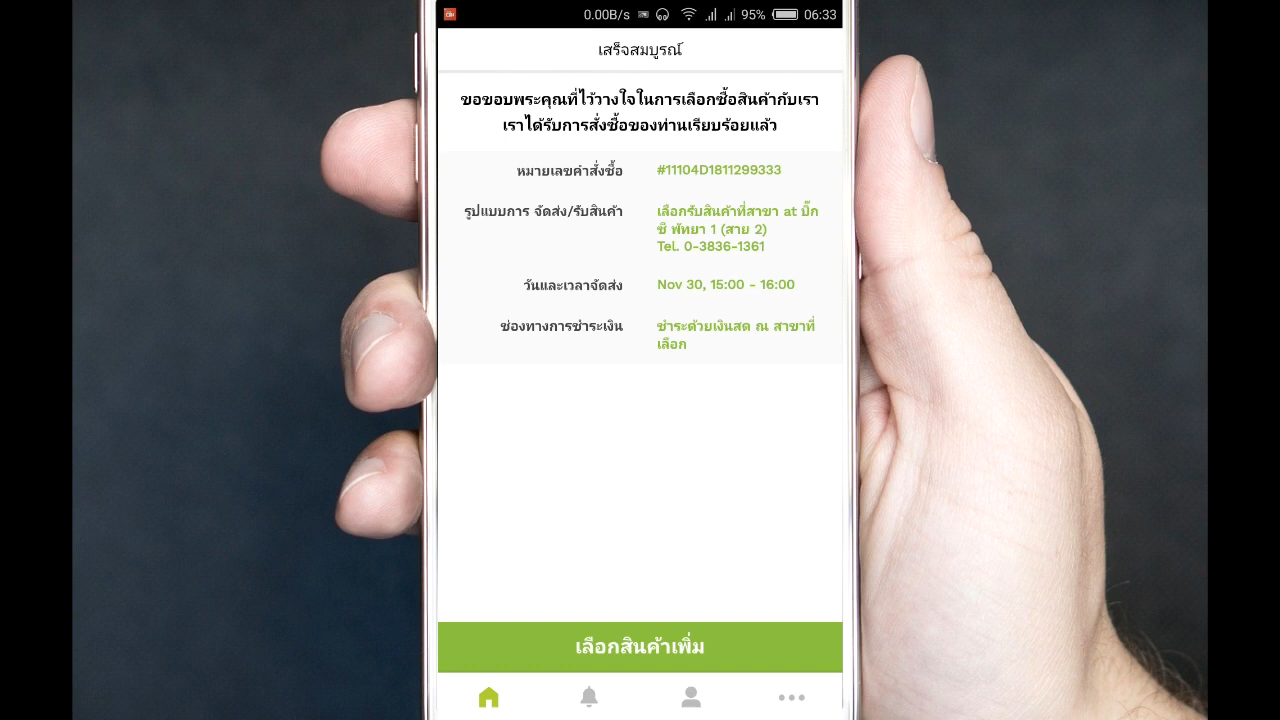 0.00B/s 95% 06:33
เสร็จสมบูรณ์
ขอขอบพระคุณที่ไว้วางใจในการเลือกซื้อสินค้ากับเรา
เราได้รับการสั่งซื้อของท่านเรียบร้อยแล้ว
หมายเลขคำสั่งซื้อ #11104D1811299333
รูปแบบการ จัดส่ง/รับสินค้า เลือกรับสินค้าที่สาขา at บิ๊ก
ซี พัทยา 1 (สาย 2)
Tel. 0-3836-1361
วันและเวลาจัดส่ง Nov 30, 15:00 - 16:00
ช่องทางการชำระเงิน ชำระด้วยเงินสด ณ สาขาที่
เลือก
เลือกสินค้าเพิ่ม